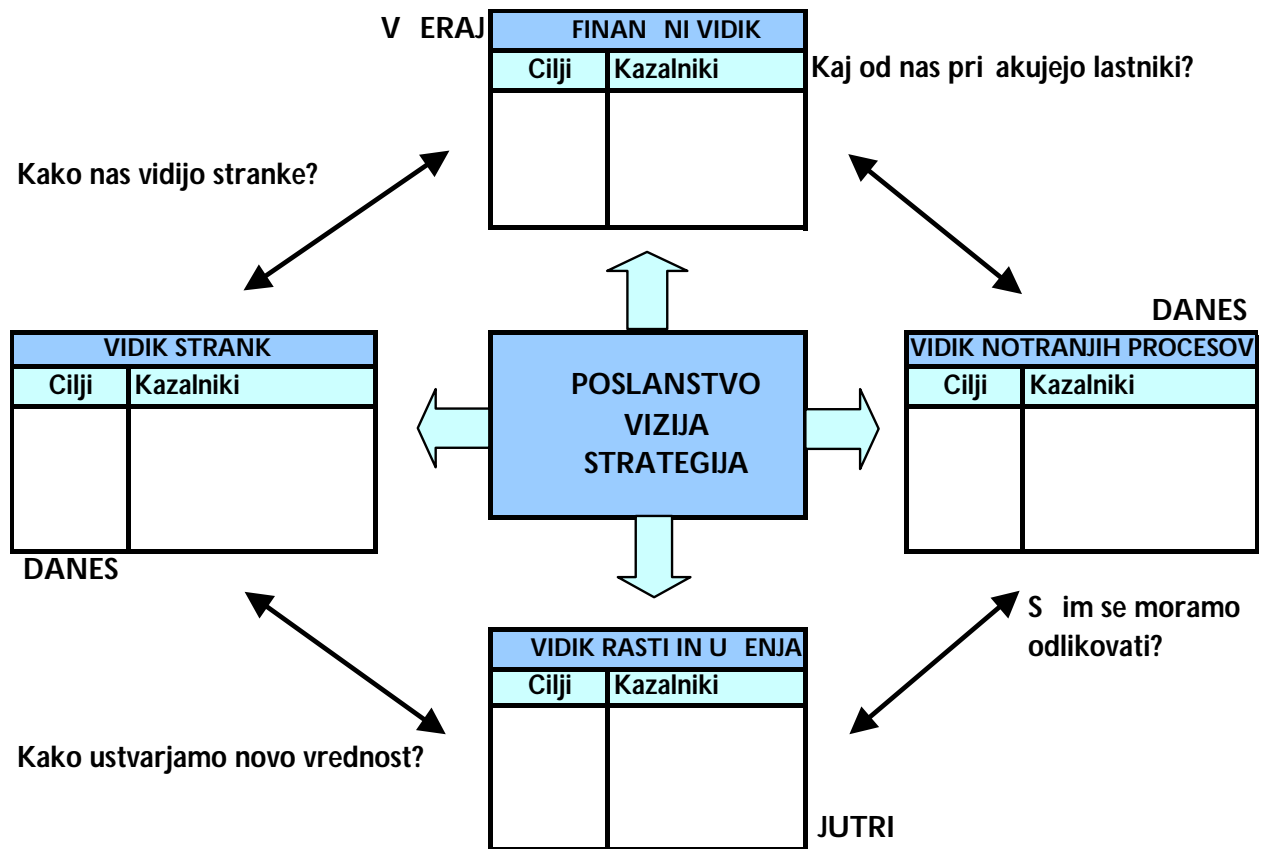 V ERAJ
FINAN NI VIDIK
Cilji Kazalniki
Kaj od nas pri akujejo lastniki?
Kako nas vidijo stranke?
DANES
VIDIK STRANK
Cilji Kazalniki
DANES
POSLANSTVO
VIZIJA
STRATEGIJA
VIDIK NOTRANJIH PROCESOV
Cilji Kazalniki
S im se moramo
odlikovati?
VIDIK RASTI IN U ENJA
Cilji Kazalniki
Kako ustvarjamo novo vrednost?
JUTRI